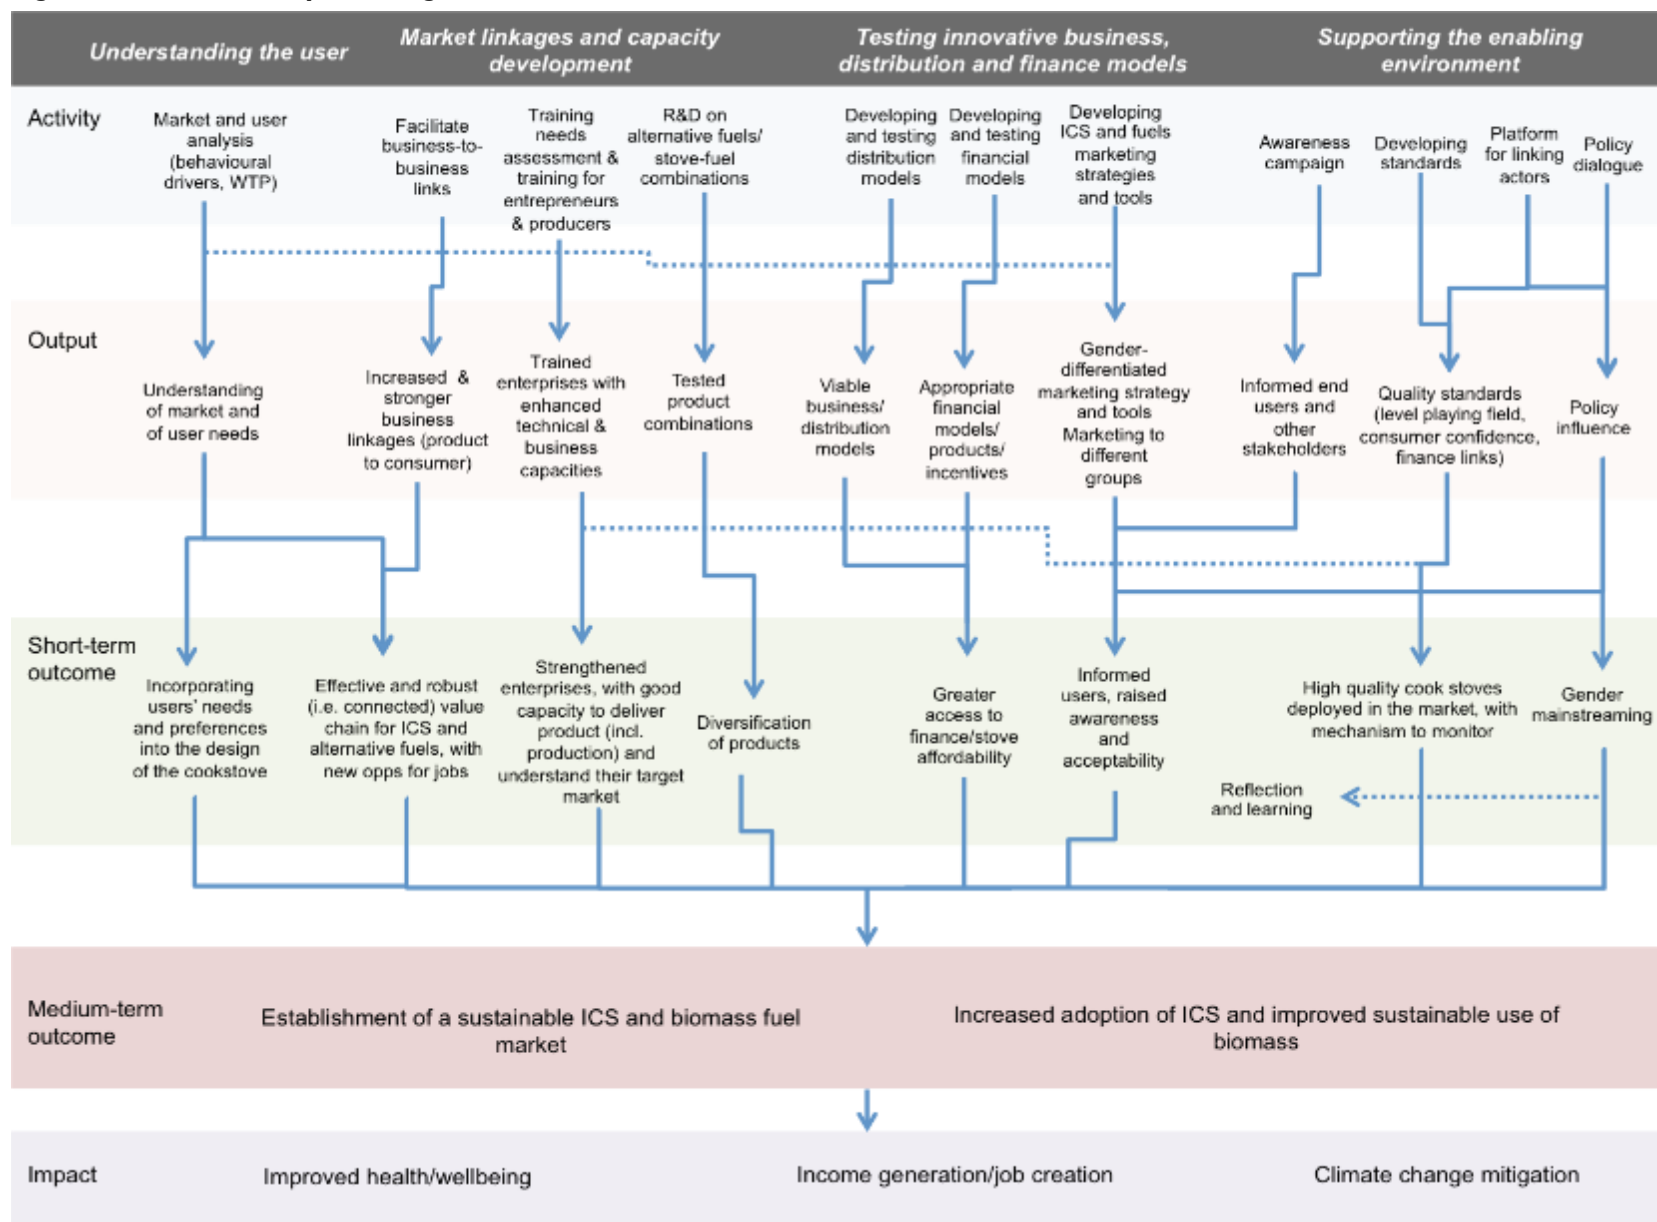 Understanding the user
Market linkages and capacity
development
Testing innovative business,
distribution and finance models
Supporting the enabling
environment
Activity
Market and user
analysis
(behavioural
drivers, WTP)
Facilitate
business-to-
business
links
Training
needs
assessment &
training for
entrepreneurs
& producers
R&D on
alternative fuels/
stove-fuel
combinations
Developing
and testing
distribution
models
Developing
and testing
financial
models
Developing
ICS and fuels
marketing
strategies
and tools
Awareness
campaign
Developing
standards
Platform
for linking
actors
Policy
dialogue
Output
Understanding
of market and
of user needs
Increased &
stronger
business
linkages (product
to consumer)
Trained
enterprises with
enhanced
technical &
business
capacities
Tested
product
combinations
Viable
business/
distribution
models
Appropriate
financial
models/
products/
incentives
Gender-
differentiated
marketing strategy
and tools
Marketing to
different
groups
Informed end
users and
other
stakeholders
Quality standards
(level playing field,
consumer confidence,
finance links)
Policy
influence
Short-term
outcome
Incorporating
users' needs
and preferences
into the design
of the cookstove
Effective and robust
(i.e. connected) value
chain for ICS and
alternative fuels, with
new opps for jobs
Strengthened
enterprises, with good
capacity to deliver
product (incl.
production) and
understand their target
market
Diversification
of products
Greater
access to
finance/stove
affordability
Informed
users, raised
awareness
and
acceptability
High quality cook stoves
deployed in the market, with
mechanism to monitor
Gender
mainstreaming
Reflection
and learning
Medium-term
outcome
Establishment of a sustainable ICS and biomass fuel
market
Increased adoption of ICS and improved sustainable use of
biomass
Impact
Improved health/wellbeing
Income generation/job creation
Climate change mitigation